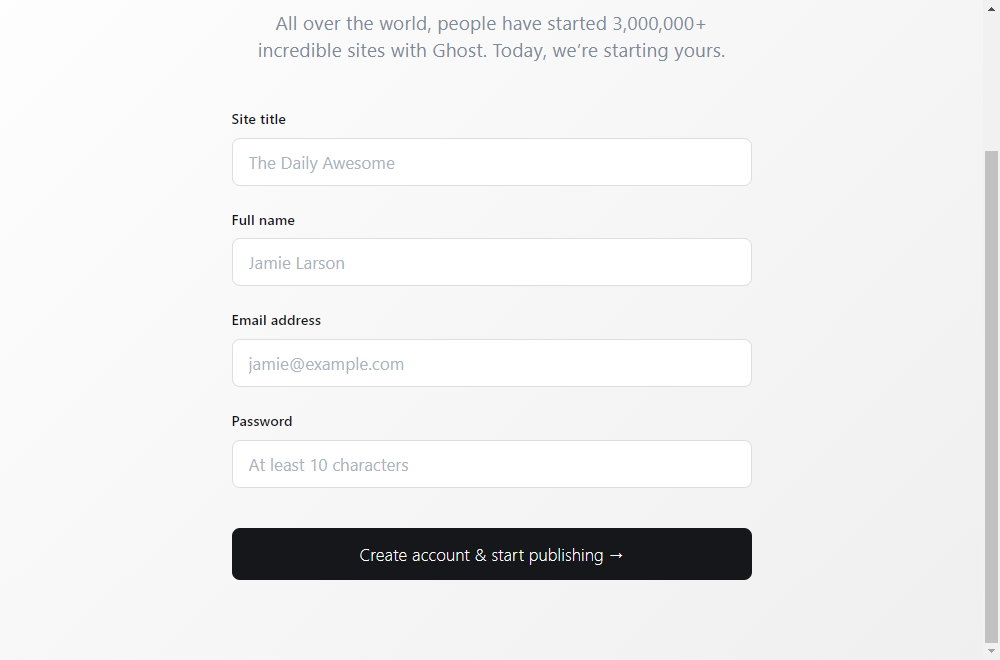 All over the world, people have started 3,000,000+
incredible sites with Ghost. Today, we’re starting yours.
Site title
The Daily Awesome
Full name
Jamie Larson
Email address
jamie@example.com
Password
At least 10 characters
Create account & start publishing →